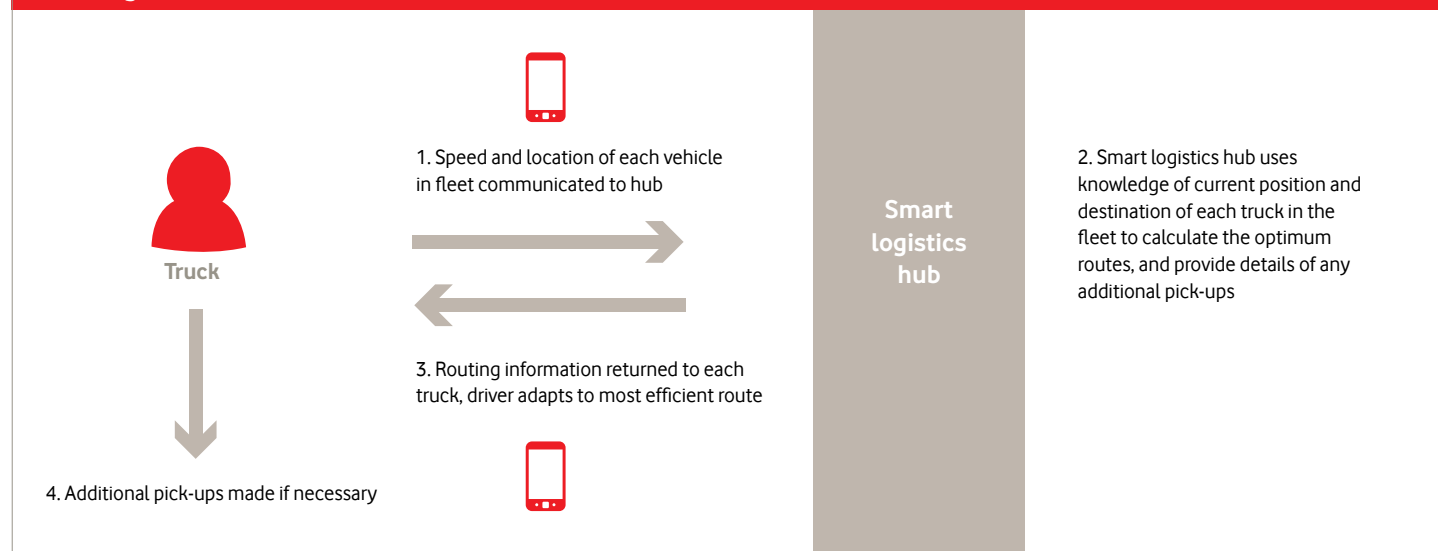 1. Speed and location of each vehicle
in fleet communicated to hub
Truck
Smart
logistics
hub
2. Smart logistics hub uses
knowledge of current position and
destination of each truck in the
fleet to calculate the optimum
routes, and provide details of any
additional pick-ups
3. Routing information returned to each
truck, driver adapts to most efficient route
4. Additional pick-ups made if necessary